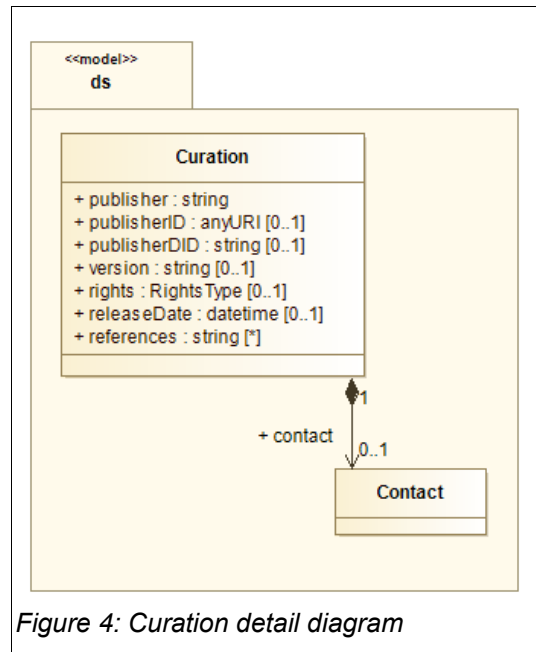 <<model>>
ds
Curation
+ publisher : string
+ publisherID : anyURI [0..1]
+ publisherDID : string [0..1]
+ version : string [0..1]
+ rights : RightsType [0..1]
+ releaseDate : datetime [0..1]
+ references : string [*]
1
+ contact
0..1
Contact
Figure 4: Curation detail diagram